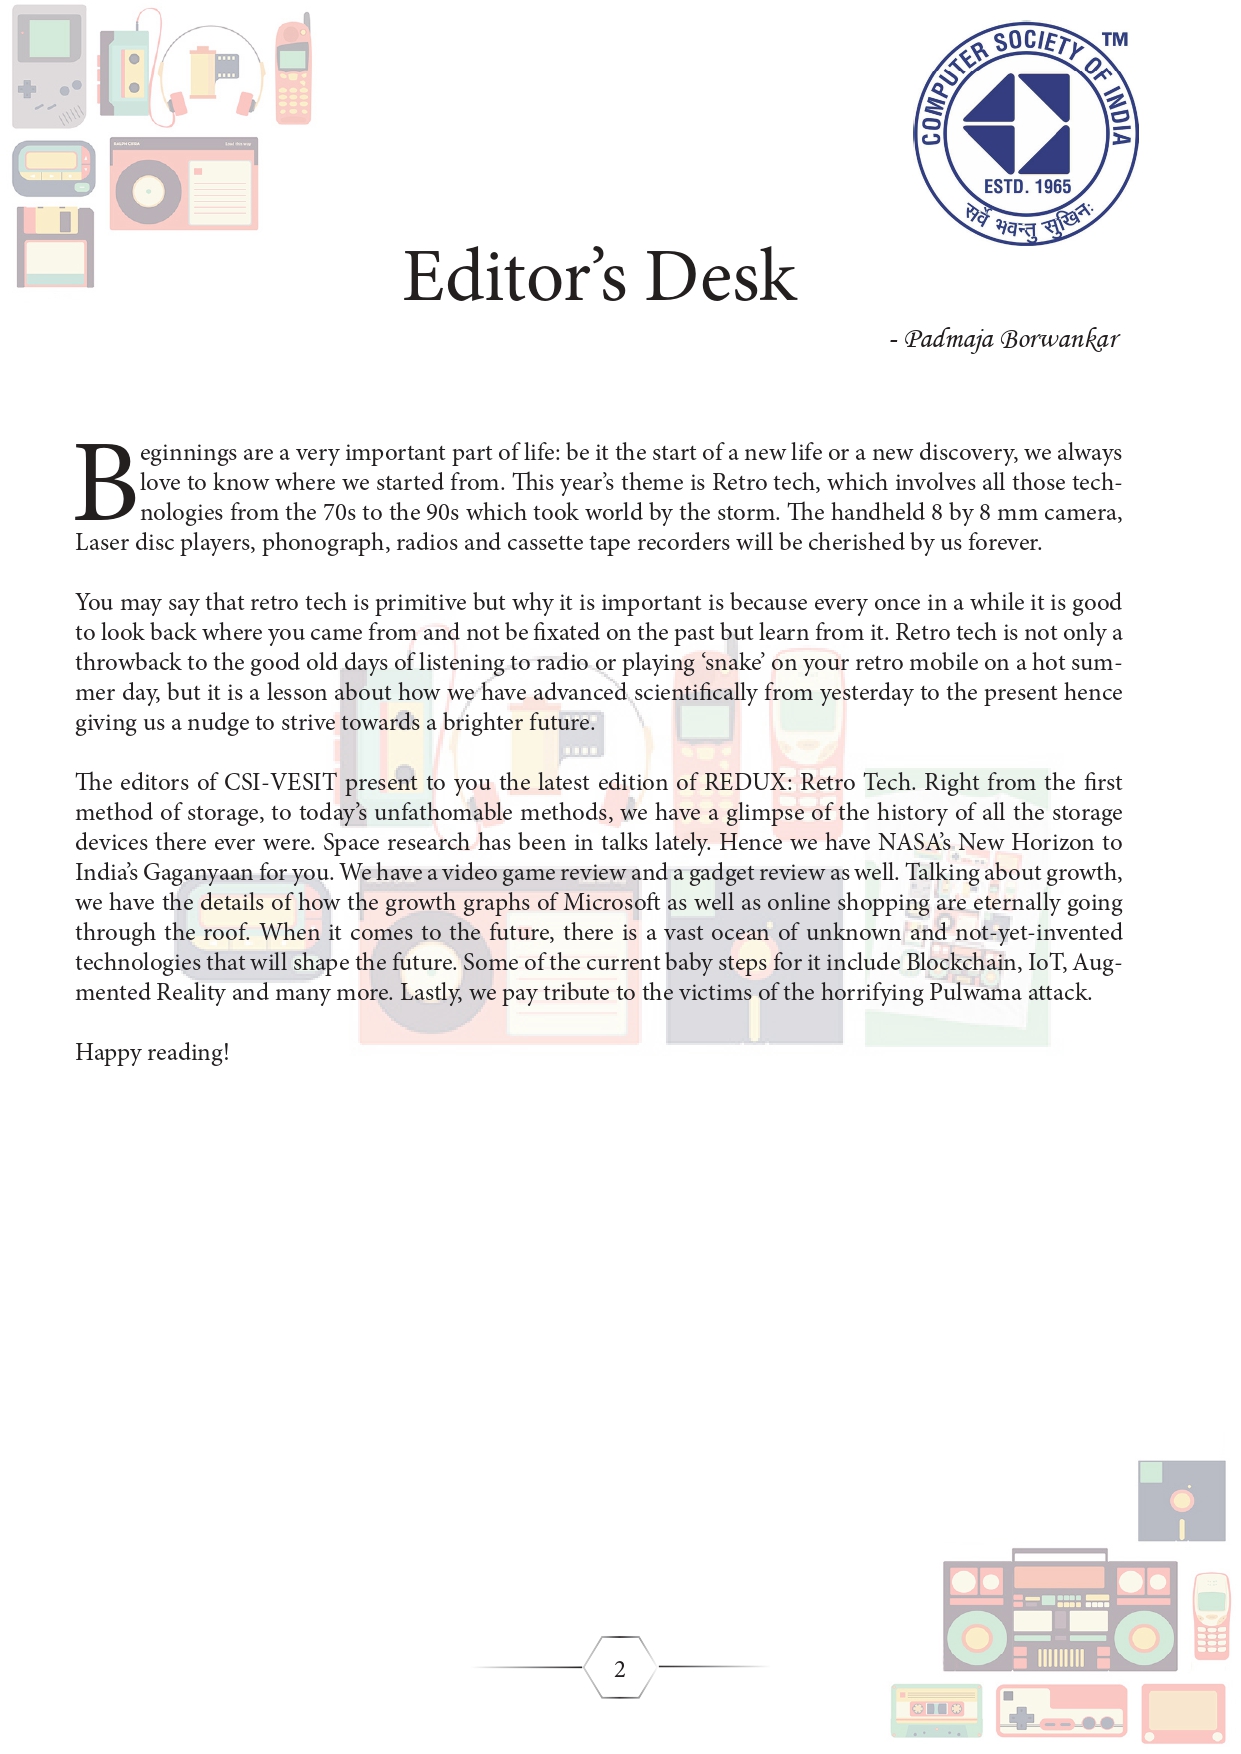 COMPUTER SOCIETY OF INDIA
TM
ESTD. 1965
सर्वे भवन्तु सुखिनः
Editor’s Desk
- Padmaja Borwankar
Beginnings are a very important part of life: be it the start of a new life or a new discovery, we always
love to know where we started from. This year’s theme is Retro tech, which involves all those tech-
nologies from the 70s to the 90s which took world by the storm. The handheld 8 by 8 mm camera,
Laser disc players, phonograph, radios and cassette tape recorders will be cherished by us forever.
You may say that retro tech is primitive but why it is important is because every once in a while it is good
to look back where you came from and not be fixated on the past but learn from it. Retro tech is not only a
throwback to the good old days of listening to radio or playing ‘snake’ on your retro mobile on a hot sum-
mer day, but it is a lesson about how we have advanced scientifically from yesterday to the present hence
giving us a nudge to strive towards a brighter future.
The editors of CSI-VESIT present to you the latest edition of REDUX: Retro Tech. Right from the first
method of storage, to today’s unfathomable methods, we have a glimpse of the history of all the storage
devices there ever were. Space research has been in talks lately. Hence we have NASA’s New Horizon to
India’s Gaganyaan for you. We have a video game review and a gadget review as well. Talking about growth,
we have the details of how the growth graphs of Microsoft as well as online shopping are eternally going
through the roof. When it comes to the future, there is a vast ocean of unknown and not-yet-invented
technologies that will shape the future. Some of the current baby steps for it include Blockchain, IoT, Aug-
mented Reality and many more. Lastly, we pay tribute to the victims of the horrifying Pulwama attack.
Happy reading!
2